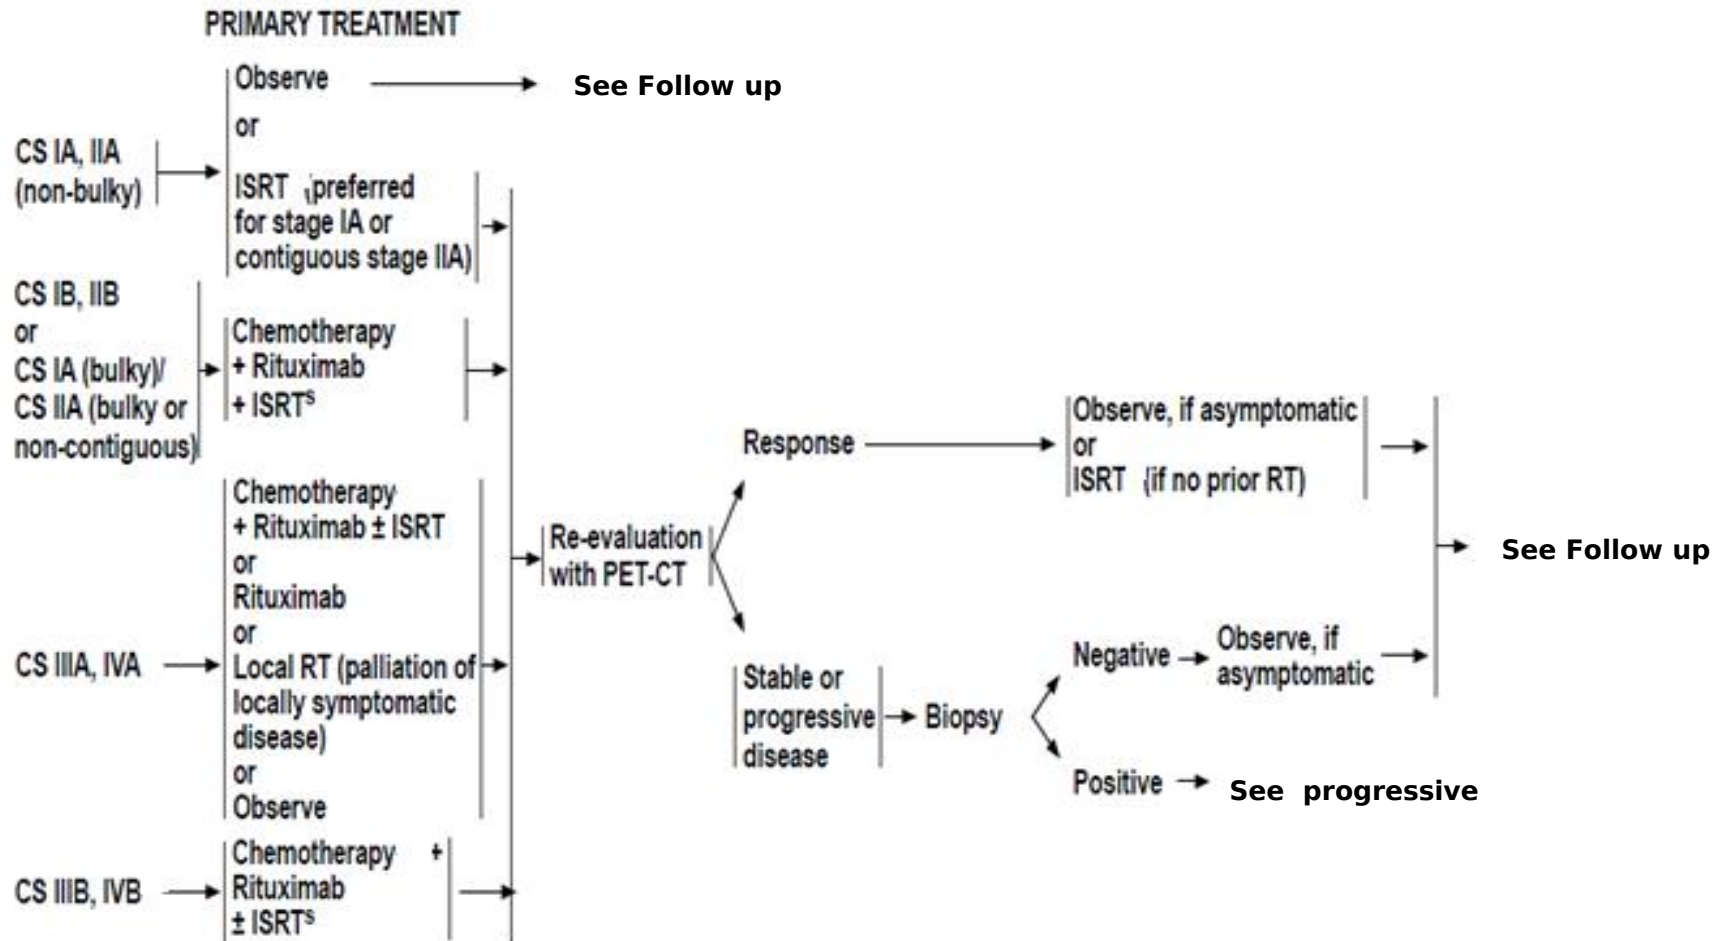 PRIMARY TREATMENT
Observe
See Follow up
or
CS IA, IIA
(non-bulky)
ISRT (preferred
for stage IA or
contiguous stage IIA)
CS IB, IIB
or
CS IA (bulky)/
CS IIA (bulky or
non-contiguous)
Chemotherapy
+ Rituximab
+ ISRTˢ
CS IIIA, IVA
Chemotherapy
+ Rituximab ± ISRT
or
Rituximab
or
Local RT (palliation of
locally symptomatic
disease)
or
Observe
CS IIIB, IVB
Chemotherapy +
Rituximab
± ISRTˢ
Re-evaluation
with PET-CT
Response
Observe, if asymptomatic
or
ISRT (if no prior RT)
Stable or
progressive
disease
Biopsy
Negative
Observe, if
asymptomatic
Positive
See progressive
See Follow up